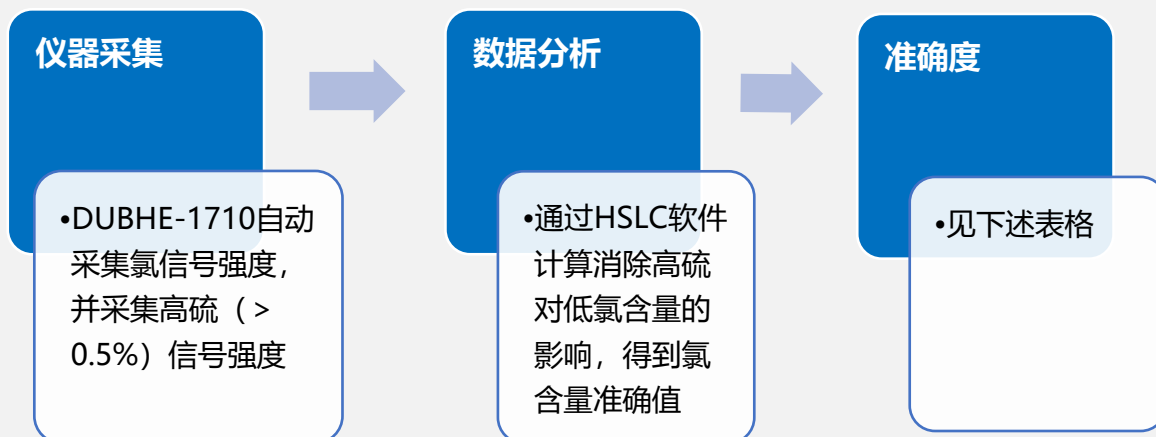 仪器采集
•DUBHE-1710自动
采集氯信号强度，
并采集高硫（>
0.5%）信号强度
数据分析
•通过HSLC软件
计算消除高硫
对低氯含量的
影响，得到氯
含量准确值
准确度
•见下述表格